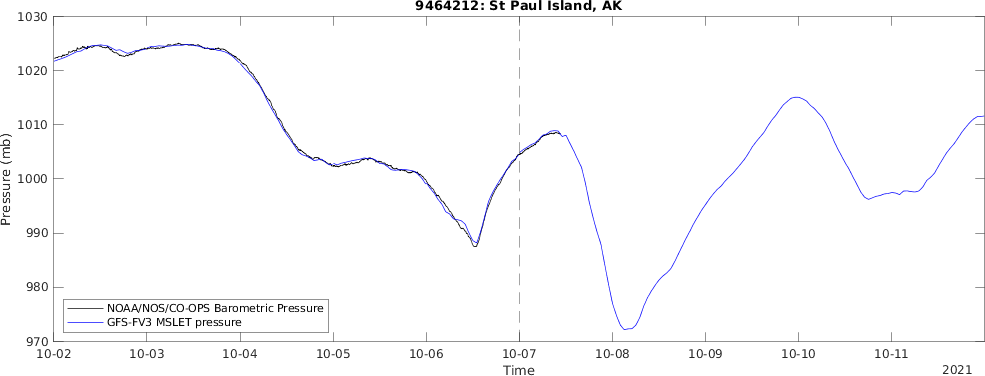 9464212: St Paul Island, AK
1030
1020
1010
1000
990
980
970
Pressure (mb)
NOAA/NOS/CO-OPS Barometric Pressure
GFS-FV3 MSLET pressure
10-02 10-03 10-04 10-05 10-06 10-07 10-08 10-09 10-10 10-11
Time
2021